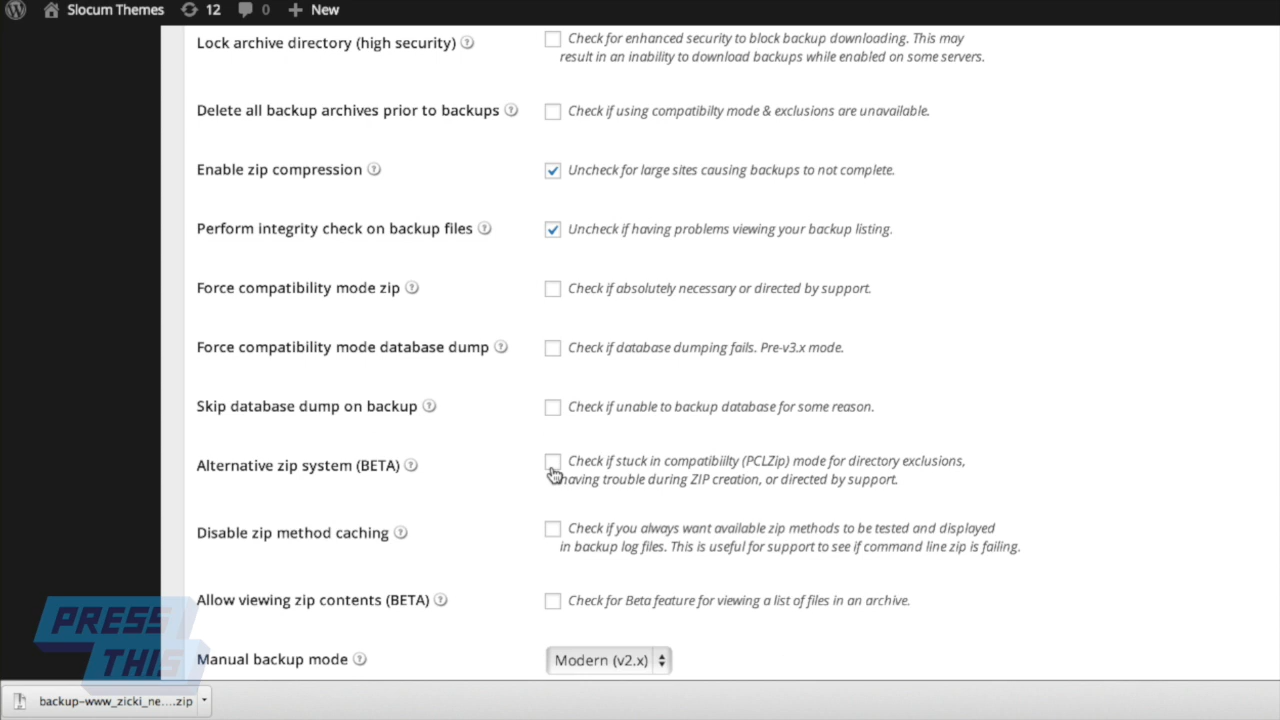 Slocum Themes 12 0 New
Lock archive directory (high security) Check for enhanced security to block backup downloading. This may
result in an inability to download backups while enabled on some servers.
Delete all backup archives prior to backups Check if using compatibilty mode & exclusions are unavailable.
Enable zip compression Uncheck for large sites causing backups to not complete.
Perform integrity check on backup files Uncheck if having problems viewing your backup listing.
Force compatibility mode zip Check if absolutely necessary or directed by support.
Force compatibility mode database dump Check if database dumping fails. Pre-v3.x mode.
Skip database dump on backup Check if unable to backup database for some reason.
Alternative zip system (BETA) Check if stuck in compatibiilty (PCLZip) mode for directory exclusions,
having trouble during ZIP creation, or directed by support.
Disable zip method caching Check if you always want available zip methods to be tested and displayed
in backup log files. This is useful for support to see if command line zip is failing.
Allow viewing zip contents (BETA) Check for Beta feature for viewing a list of files in an archive.
Manual backup mode Modern (v2.x)
PRESS
THIS
backup-www_zicki_ne....zip